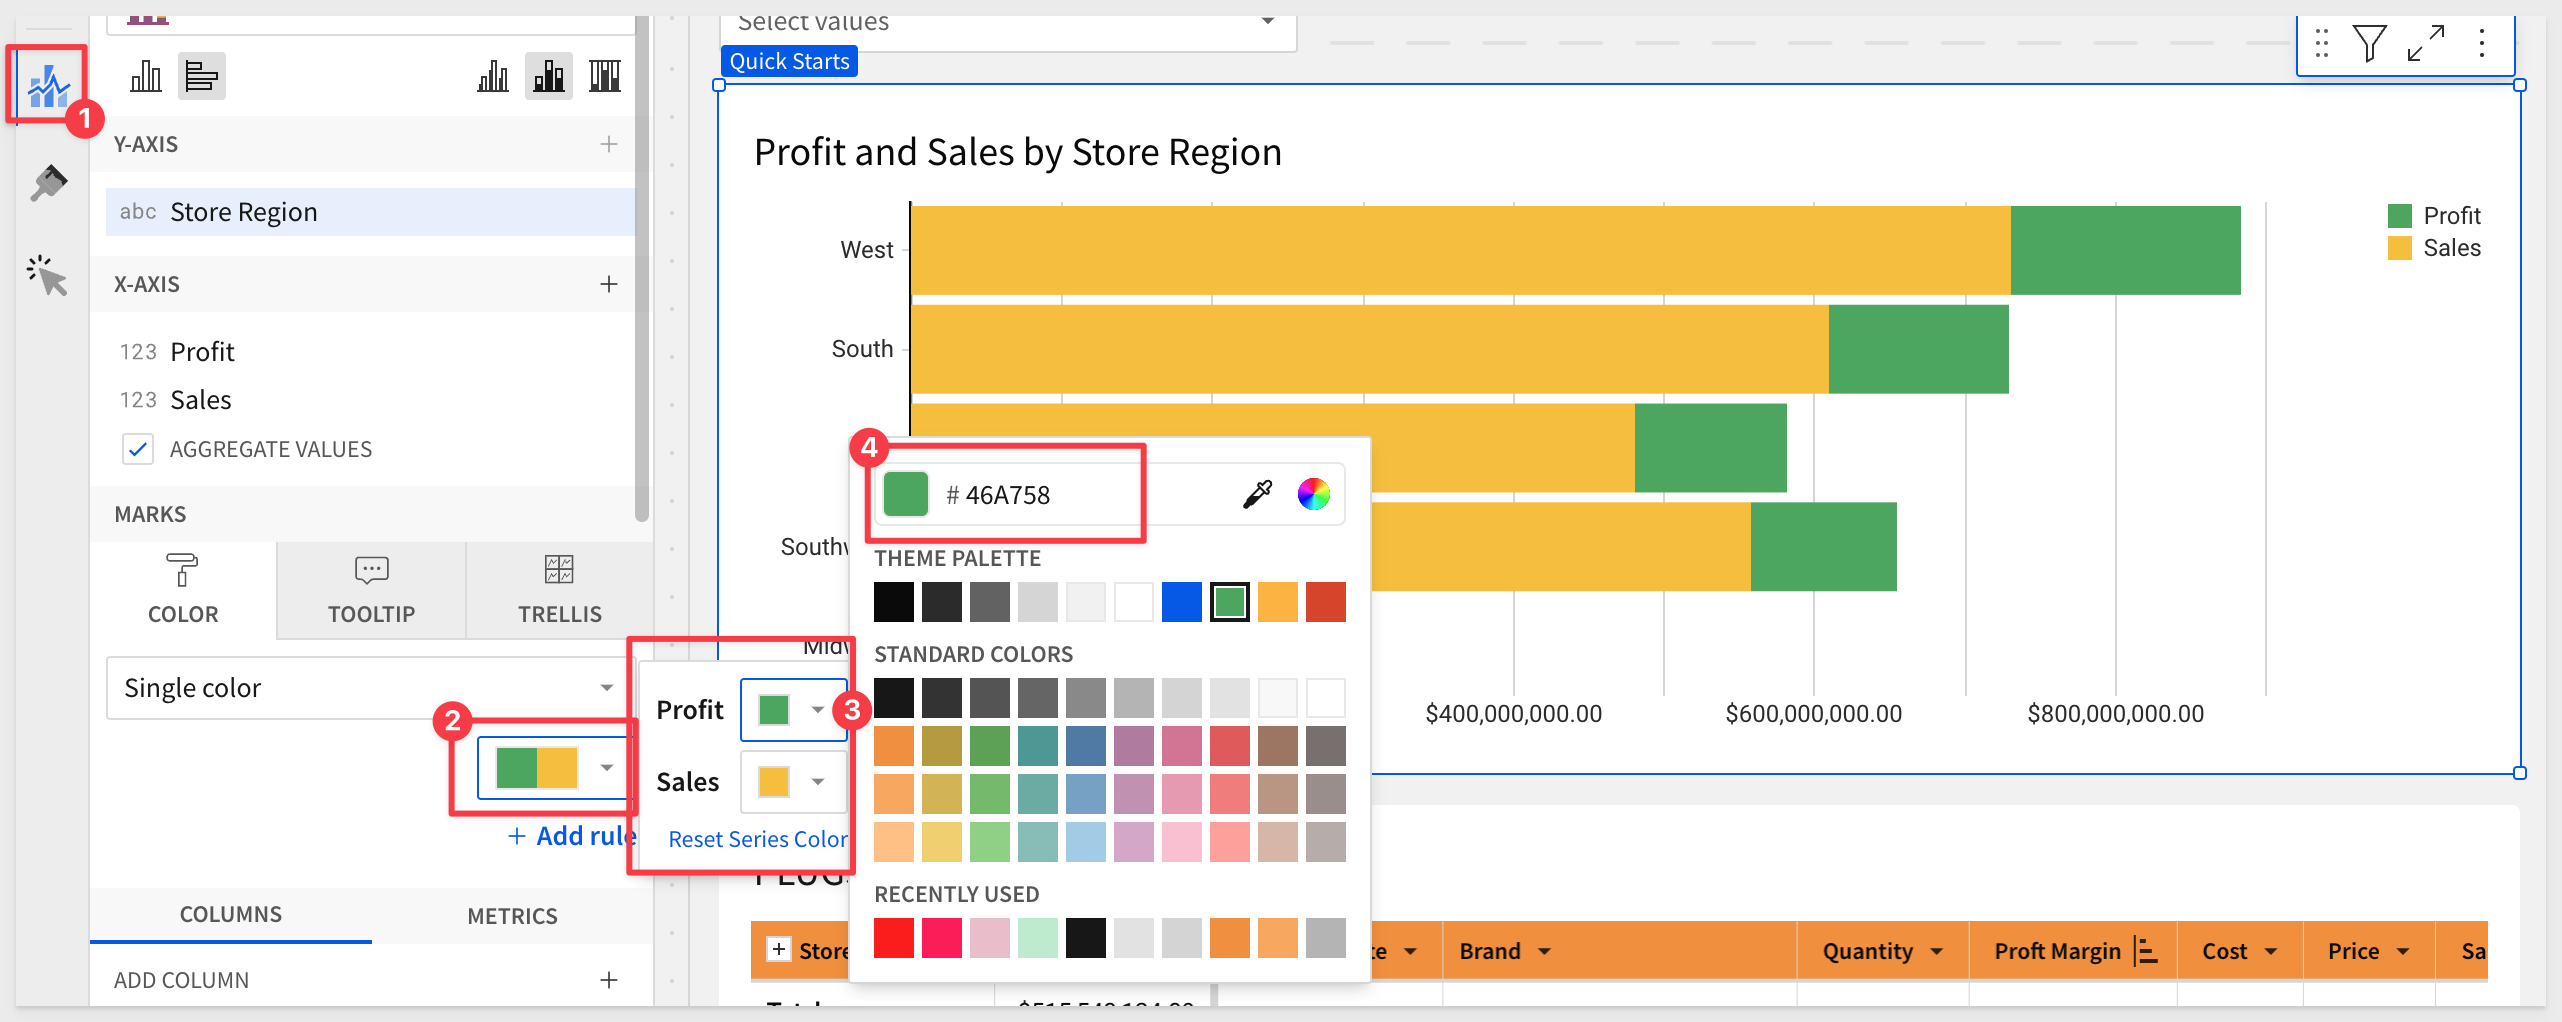 Select values
Quick Starts
1
Y-AXIS
abc Store Region
X-AXIS
123 Profit
123 Sales
AGGREGATE VALUES
MARKS
COLOR
TOOLTIP
TRELLIS
Single color
2
+ Add rule
COLUMNS
METRICS
ADD COLUMN
Profit
3
Sales
Reset Series Color
Profit and Sales by Store Region
West
South
Profit
Sales
$400,000,000.00
$600,000,000.00
$800,000,000.00
4
# 46A758
THEME PALETTE
STANDARD COLORS
RECENTLY USED
Store
Brand
Quantity
Proft Margin
Cost
Price